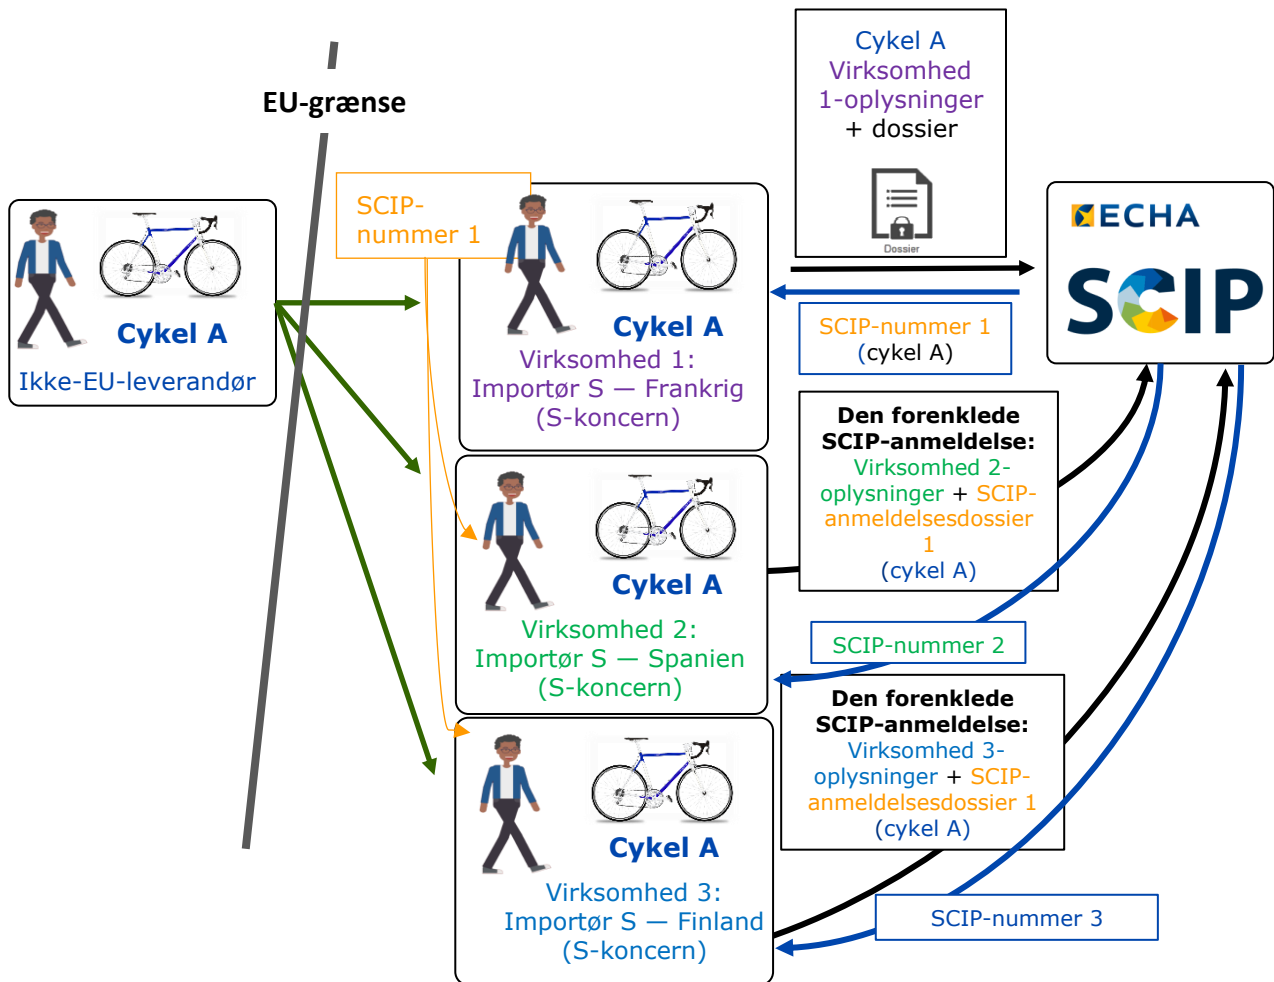 EU-grænse
Cykel A
Ikke-EU-leverandør
SCIP-
nummer 1
Cykel A
Virksomhed 1:
Importør S — Frankrig
(S-koncern)
Cykel A
Virksomhed 2:
Importør S — Spanien
(S-koncern)
Cykel A
Virksomhed 3:
Importør S — Finland
(S-koncern)
Cykel A
Virksomhed
1-oplysninger
+ dossier
Dossier
ECHA
SCIP
SCIP-nummer 1
(cykel A)
Den forenklede
SCIP-anmeldelse:
Virksomhed 2-
oplysninger + SCIP-
anmeldelsesdossier
1
(cykel A)
SCIP-nummer 2
Den forenklede
SCIP-anmeldelse:
Virksomhed 3-
oplysninger + SCIP-
anmeldelsesdossier 1
(cykel A)
SCIP-nummer 3